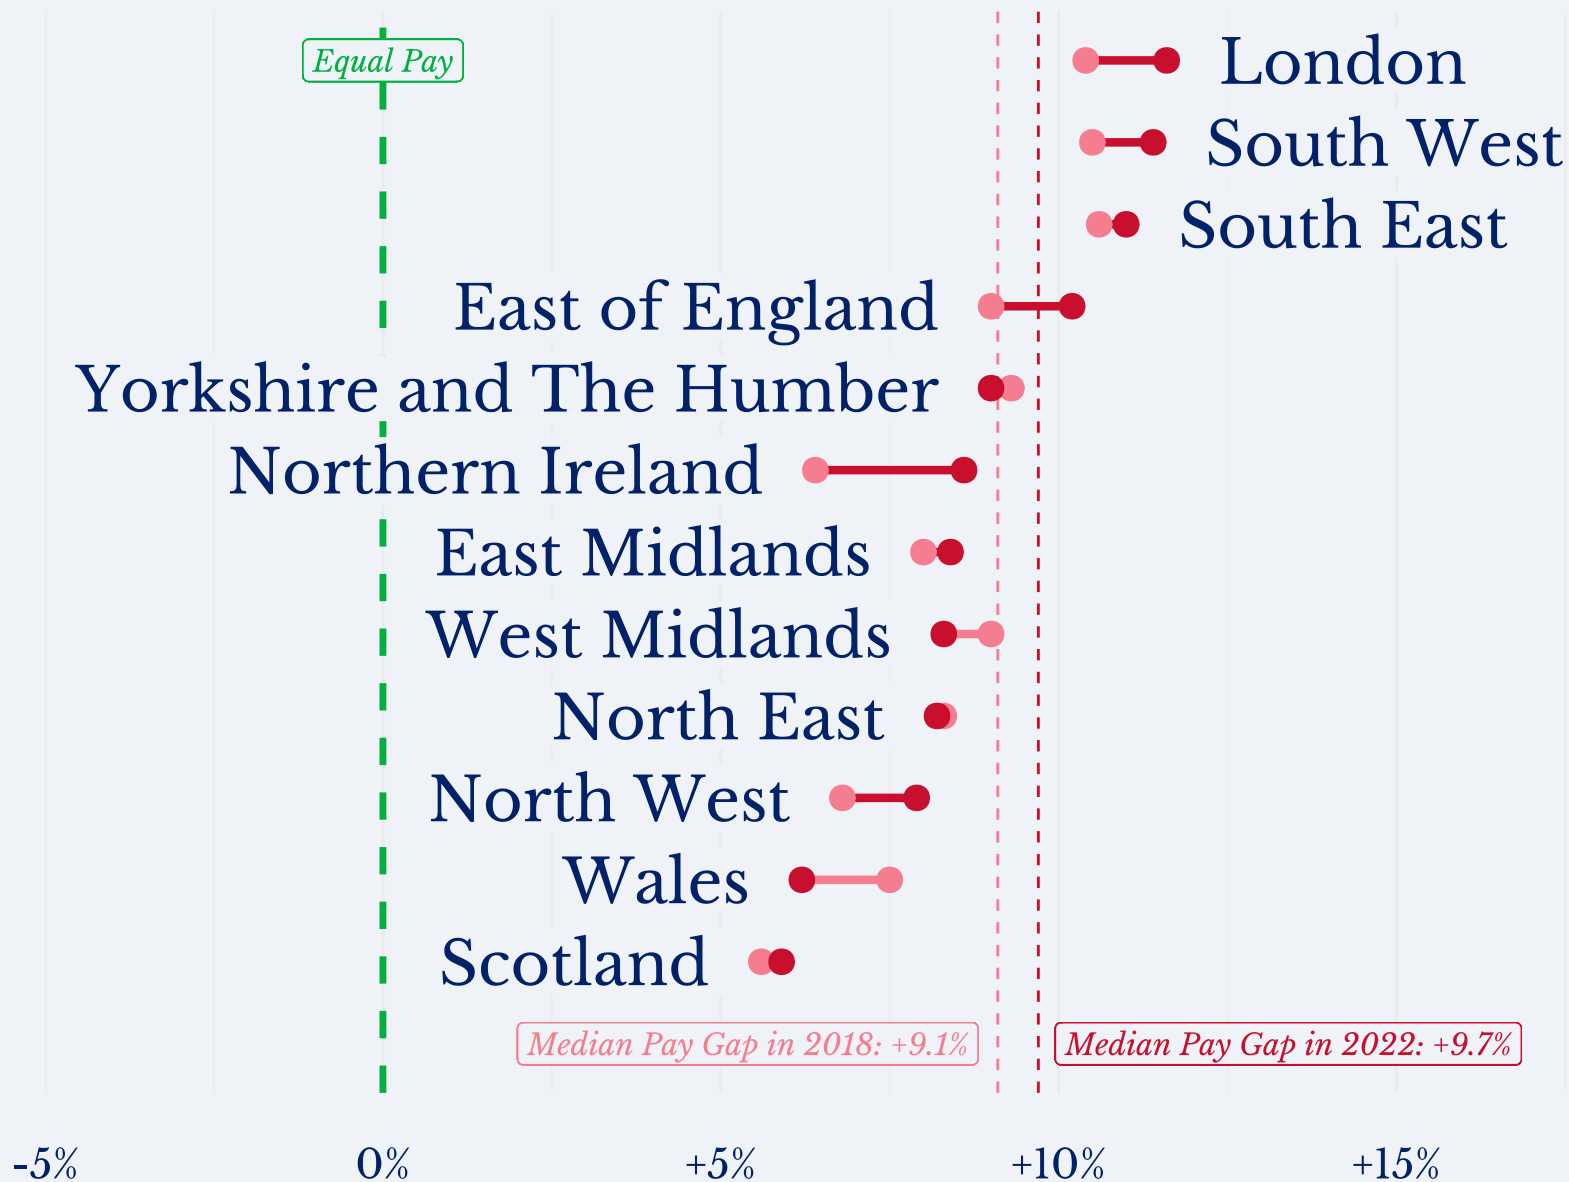 Equal Pay
London
South West
South East
East of England
Yorkshire and The Humber
Northern Ireland
East Midlands
West Midlands
North East
North West
Wales
Scotland
Median Pay Gap in 2018: +9.1%
Median Pay Gap in 2022: +9.7%
-5%
0%
+5%
+10%
+15%